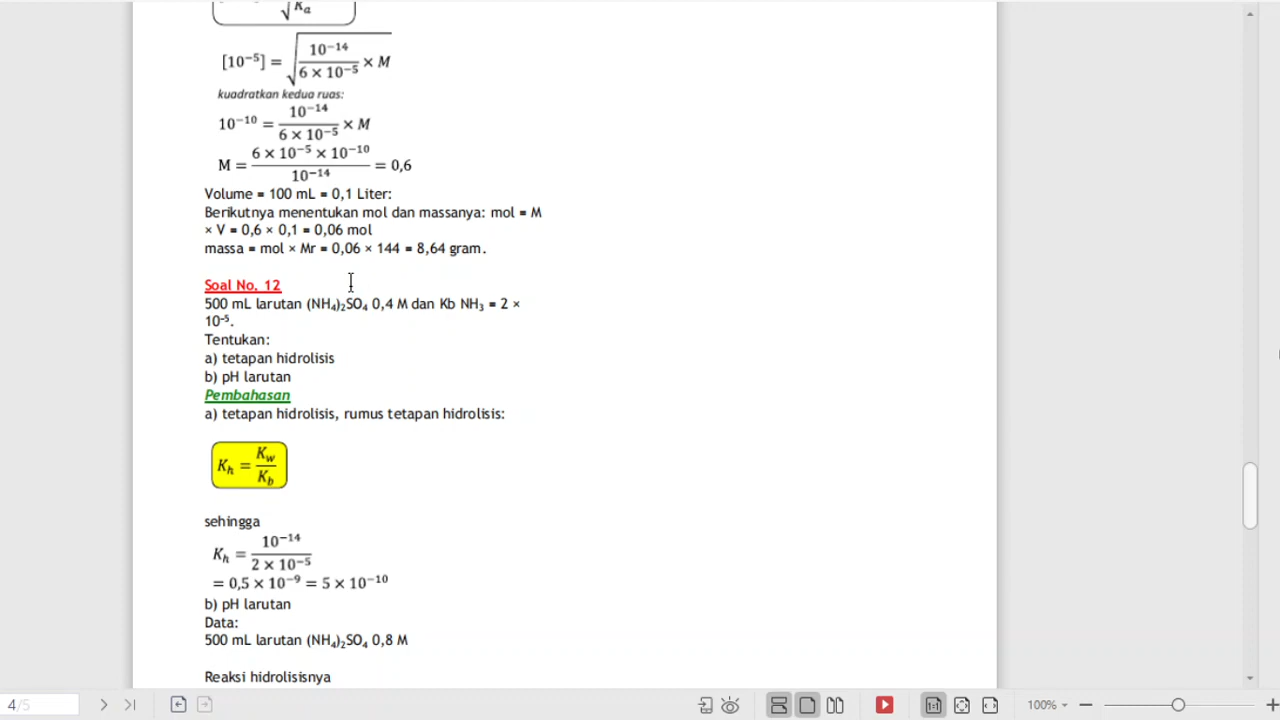 √Ka
[10⁻⁵] = √(10⁻¹⁴ / 6 × 10⁻⁵ × M)
kuadratkan kedua ruas:
10⁻¹⁰ = 10⁻¹⁴ / 6 × 10⁻⁵ × M
M = 6 × 10⁻⁵ × 10⁻¹⁰ / 10⁻¹⁴ = 0,6
Volume = 100 mL = 0,1 Liter:
Berikutnya menentukan mol dan massanya: mol = M
× V = 0,6 × 0,1 = 0,06 mol
massa = mol × Mr = 0,06 × 144 = 8,64 gram.
Soal No. 12
500 mL larutan (NH₄)₂SO₄ 0,4 M dan Kb NH₃ = 2 ×
10⁻⁵.
Tentukan:
a) tetapan hidrolisis
b) pH larutan
Pembahasan
a) tetapan hidrolisis, rumus tetapan hidrolisis:
Kh = Kw / Kb
sehingga
Kh = 10⁻¹⁴ / 2 × 10⁻⁵
= 0,5 × 10⁻⁹ = 5 × 10⁻¹⁰
b) pH larutan
Data:
500 mL larutan (NH₄)₂SO₄ 0,8 M
Reaksi hidrolisisnya
4/5
100%